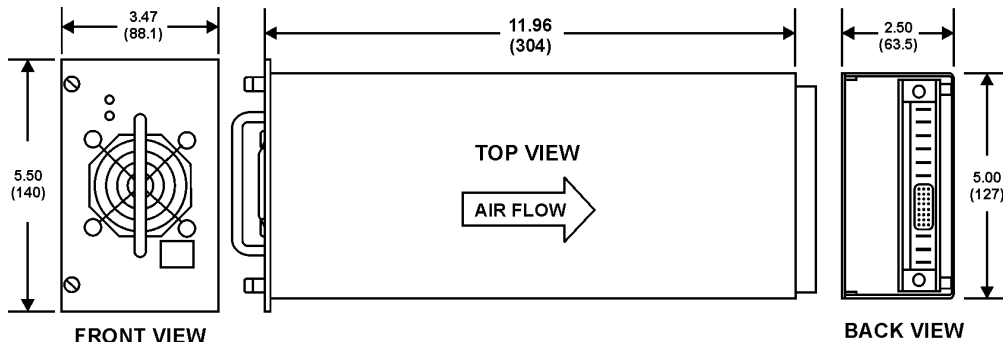 3.47
(88.1)
11.96
(304)
2.50
(63.5)
5.50
(140)
TOP VIEW
AIR FLOW
5.00
(127)
FRONT VIEW
BACK VIEW